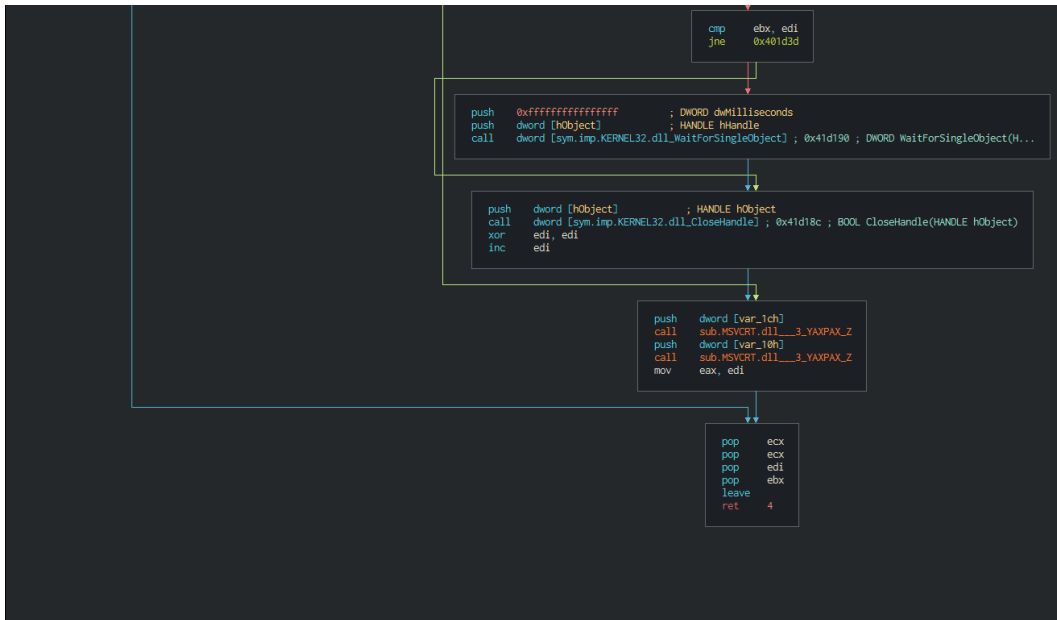 cmp ebx, edi
jne 0x401d3d
push 0xffffffffffffffff ; DWORD dwMilliseconds
push dword [hObject] ; HANDLE hHandle
call dword [sym.imp.KERNEL32.dll_WaitForSingleObject] ; 0x41d190 ; DWORD WaitForSingleObject(H...
push dword [hObject] ; HANDLE hObject
call dword [sym.imp.KERNEL32.dll_CloseHandle] ; 0x41d18c ; BOOL CloseHandle(HANDLE hObject)
xor edi, edi
inc edi
push dword [var_1ch]
call sub.MSVCRT.dll___3_YAXPAX_Z
push dword [var_10h]
call sub.MSVCRT.dll___3_YAXPAX_Z
mov eax, edi
pop ecx
pop ecx
pop edi
pop ebx
leave
ret 4